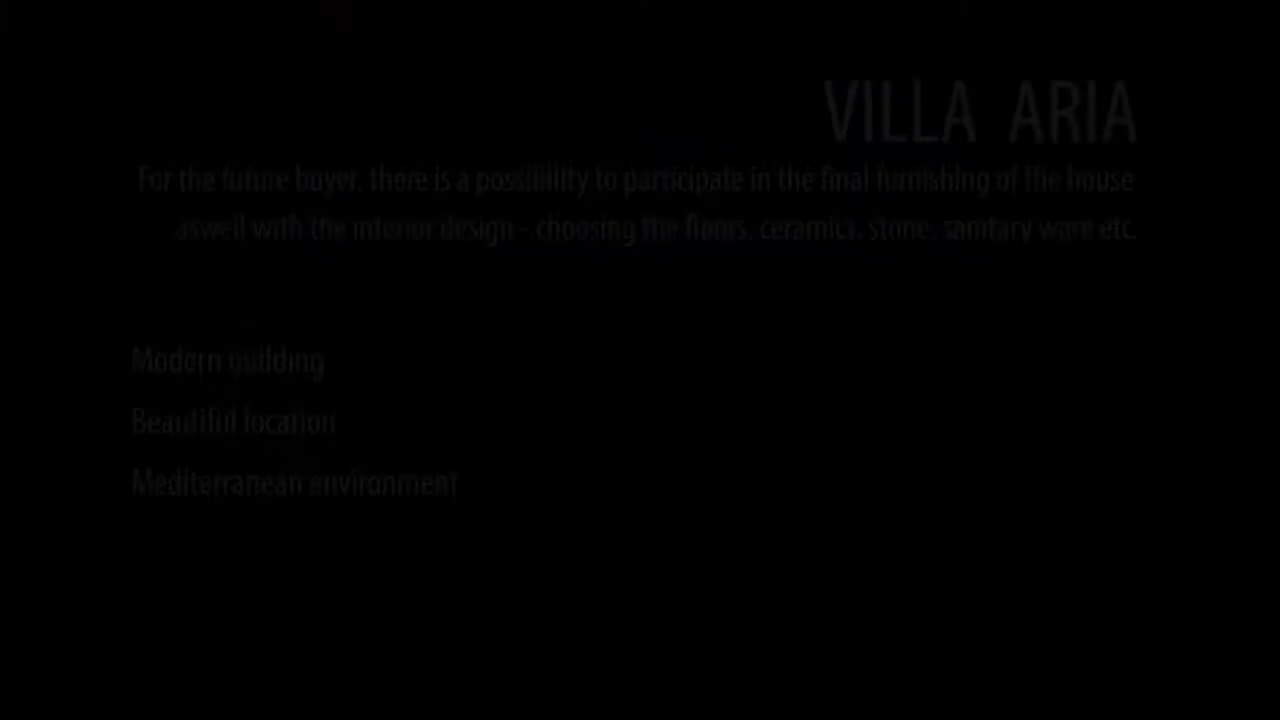 VILLA ARIA
For the future buyer, there is a possibility to participate in the final furnishing of the house
aswell with the interior design - choosing the floors, ceramics, stone, sanitary ware etc.
Modern building
Beautiful location
Mediterranean environment